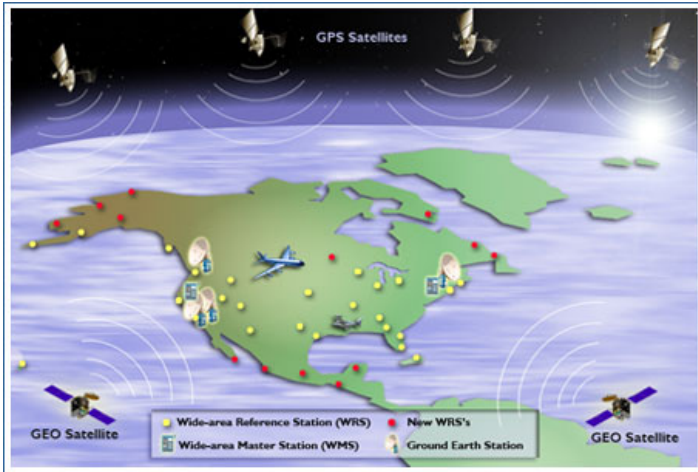 GPS Satellites
GEO Satellite
GEO Satellite
Wide-area Reference Station (WRS)
New WRS's
Wide-area Master Station (WMS)
Ground Earth Station